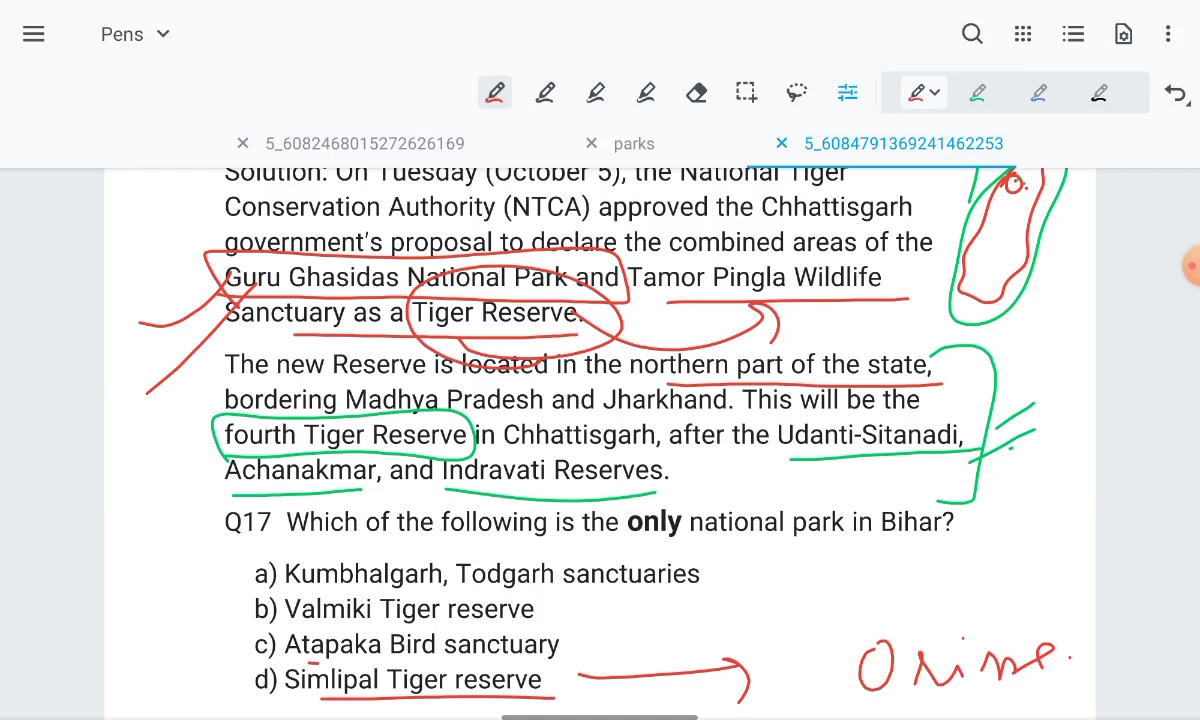 Pens
5_6082468015272626169
parks
5_6084791369241462253
Solution: On Tuesday (October 5), the National Tiger
Conservation Authority (NTCA) approved the Chhattisgarh
government's proposal to declare the combined areas of the
Guru Ghasidas National Park and Tamor Pingla Wildlife
Sanctuary as a Tiger Reserve.
The new Reserve is located in the northern part of the state,
bordering Madhya Pradesh and Jharkhand. This will be the
fourth Tiger Reserve in Chhattisgarh, after the Udanti-Sitanadi,
Achanakmar, and Indravati Reserves.
Q17 Which of the following is the only national park in Bihar?
a) Kumbhalgarh, Todgarh sanctuaries
b) Valmiki Tiger reserve
c) Atapaka Bird sanctuary
d) Simlipal Tiger reserve